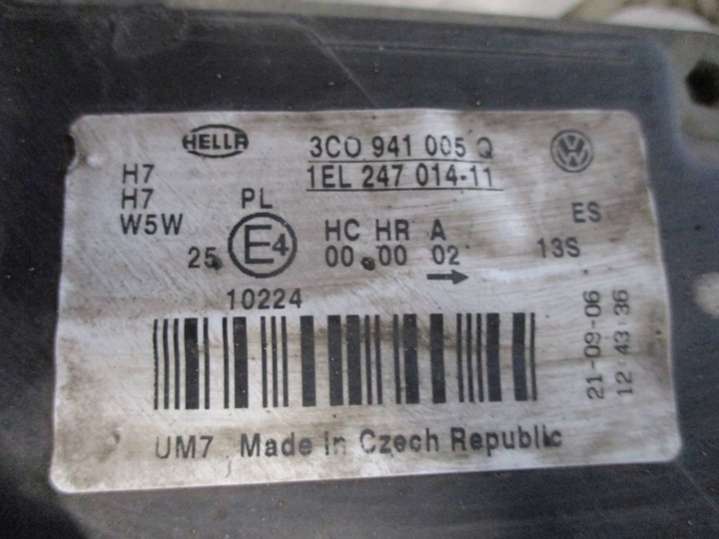 HELLA
3C0 941 005 Q
1EL 247 014-11
VW
H7
H7
W5W
PL
25
E4
10224
HC HR A
00 00 02
→
ES
13S
21-09-06
12 43 36
UM7 Made in Czech Republic